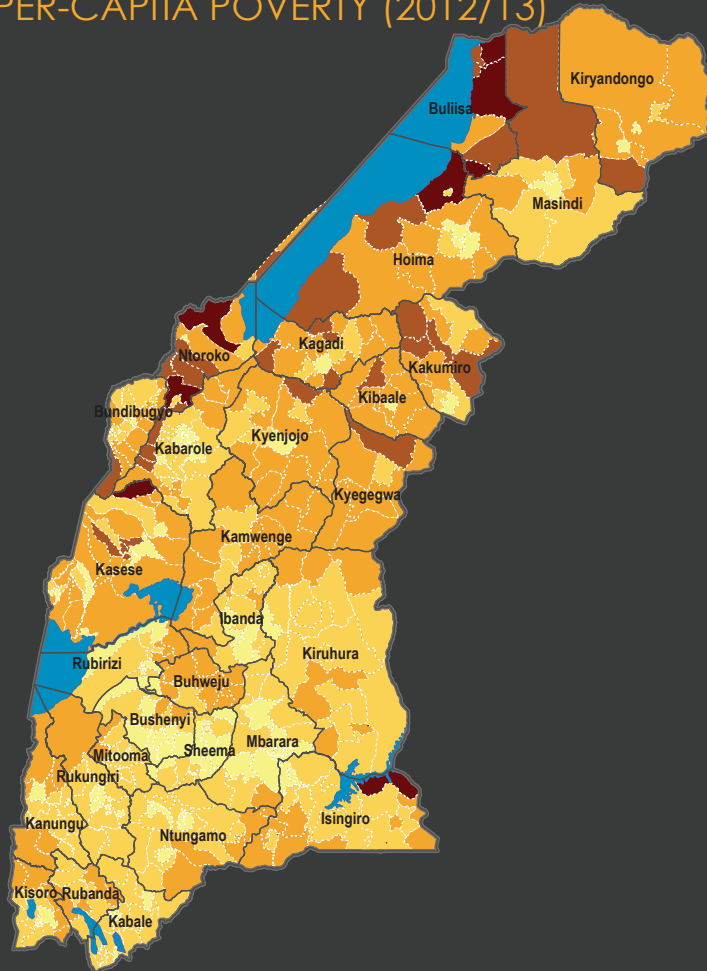 PER-CAPITA POVERTY (2012/13)
Kiryandongo
Buliisa
Masindi
Hoima
Kagadi
Ntoroko
Kakumiro
Kibaale
Bundibugyo
Kyenjojo
Kabarole
Kyegegwa
Kamwenge
Kasese
Ibanda
Kiruhura
Rubirizi
Buhweju
Bushenyi
Mbarara
Sheema
Mitooma
Rukungiri
Isingiro
Kanungu
Ntungamo
Kisoro
Rubanda
Kabale